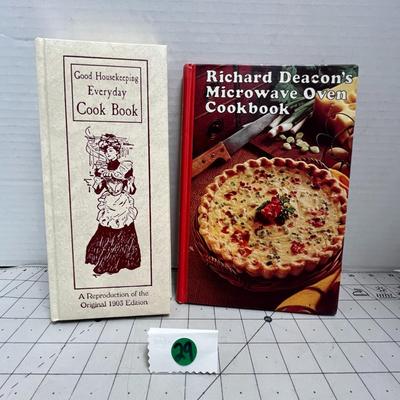 Good Housekeeping
Everyday
Cook Book
A Reproduction of the
Original 1903 Edition
Richard Deacon's
Microwave Oven
Cookbook
29